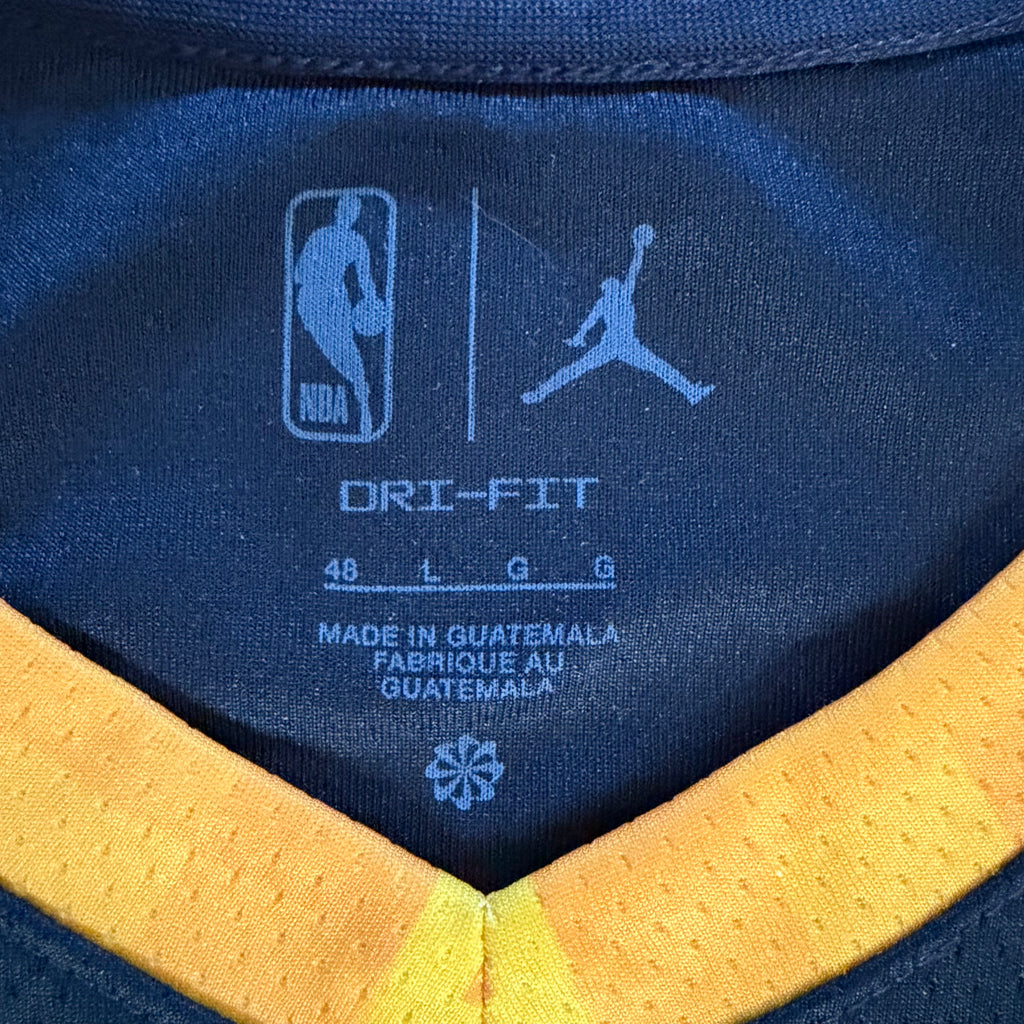 NBA
DRI-FIT
48 L G G
MADE IN GUATEMALA
FABRIQUE AU
GUATEMALA